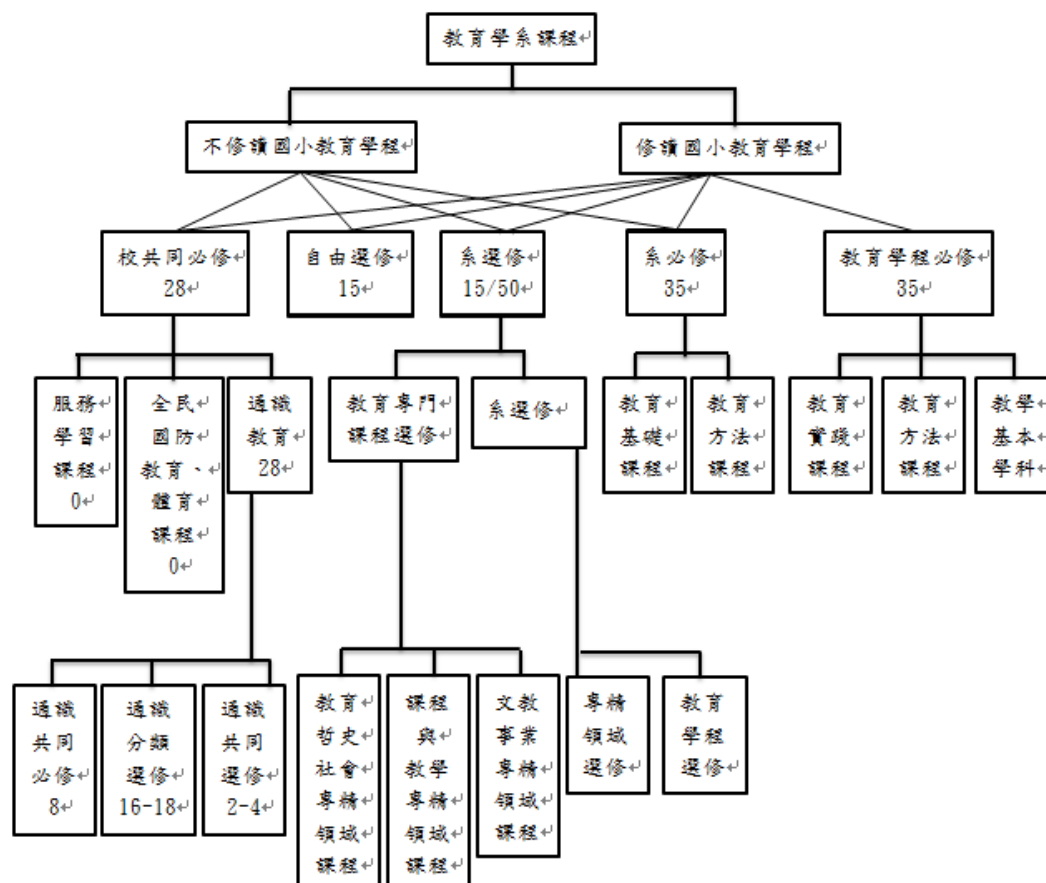 教育學系課程
不修讀國小教育學程
修讀國小教育學程
校共同必修
28
自由選修
15
系選修
15/50
系必修
35
教育學程必修
35
服務
學習
課程
0
全民
國防
教育、
體育
課程
0
通識
教育
28
教育專門
課程選修
系選修
教育
基礎
課程
教育
方法
課程
教育
實踐
課程
教育
方法
課程
教學
基本
學科
通識
共同
必修
8
通識
分類
選修
16-18
通識
共同
選修
2-4
教育
哲史
社會
專精
領域
課程
課程
與
教學
專精
領域
課程
文教
事業
專精
領域
課程
專精
領域
選修
教育
學程
選修